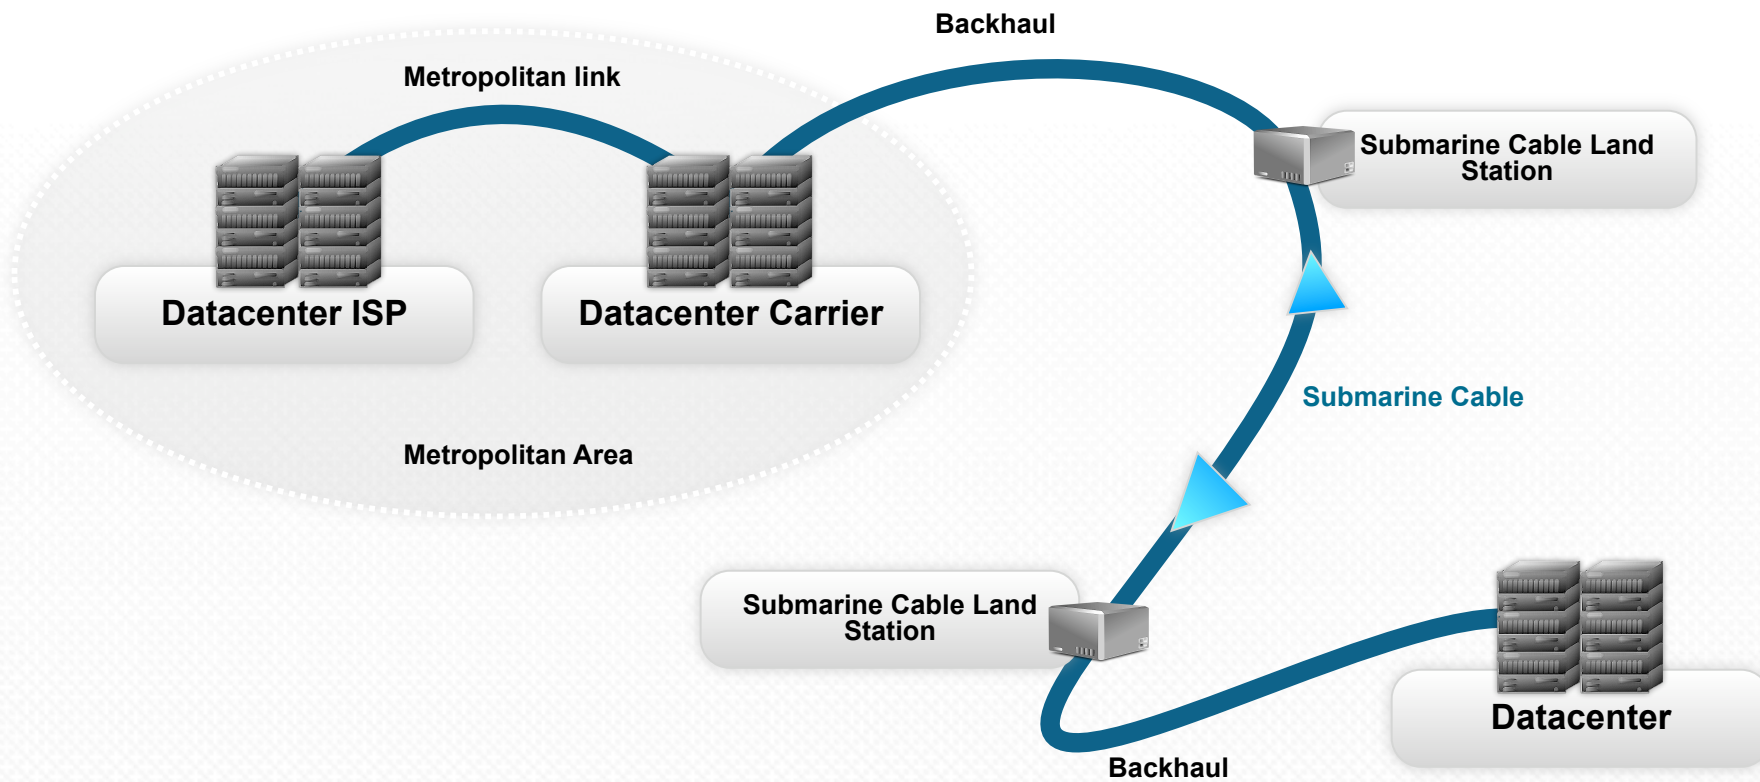 Backhaul
Metropolitan link
Submarine Cable Land
Station
Datacenter ISP
Datacenter Carrier
Submarine Cable
Metropolitan Area
Submarine Cable Land
Station
Datacenter
Backhaul